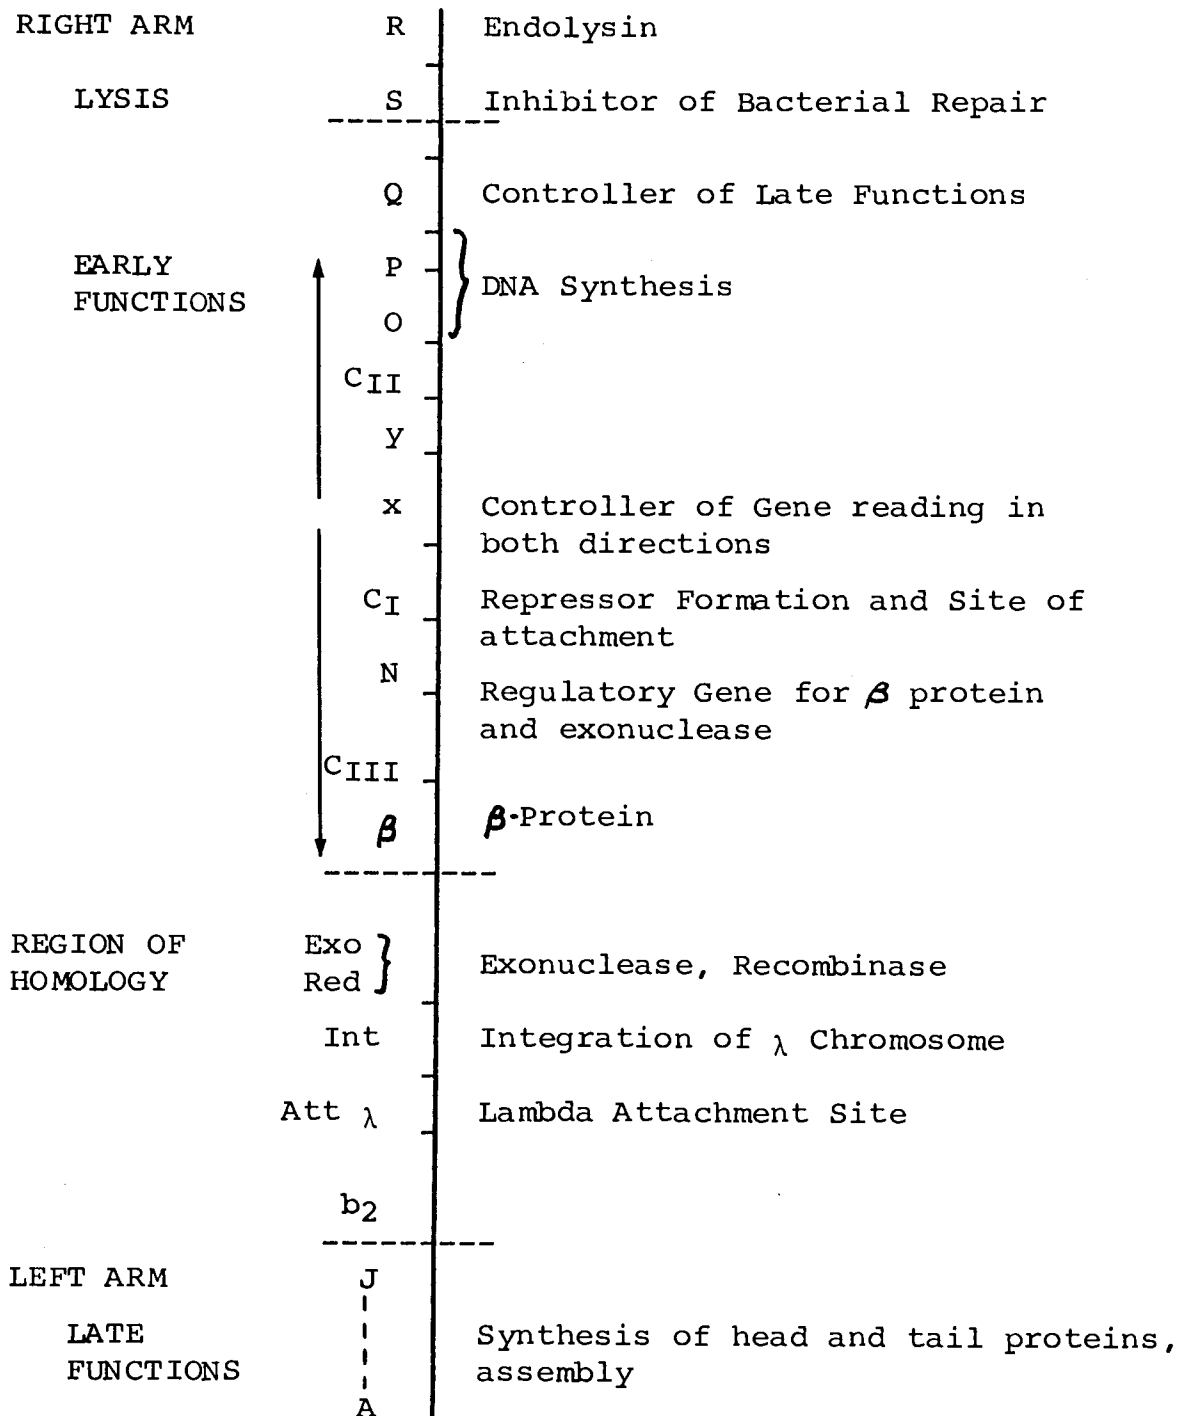 RIGHT ARM R Endolysin
LYSIS S Inhibitor of Bacterial Repair
Q Controller of Late Functions
EARLY FUNCTIONS
P
O
DNA Synthesis
CII
y
x Controller of Gene reading in
both directions
CI Repressor Formation and Site of
attachment
N Regulatory Gene for β protein
and exonuclease
CIII
β β-Protein
REGION OF Exo
HOMOLOGY Red
Exonuclease, Recombinase
Int Integration of λ Chromosome
Att λ Lambda Attachment Site
b2
LEFT ARM J
LATE
FUNCTIONS
Synthesis of head and tail proteins,
assembly
A